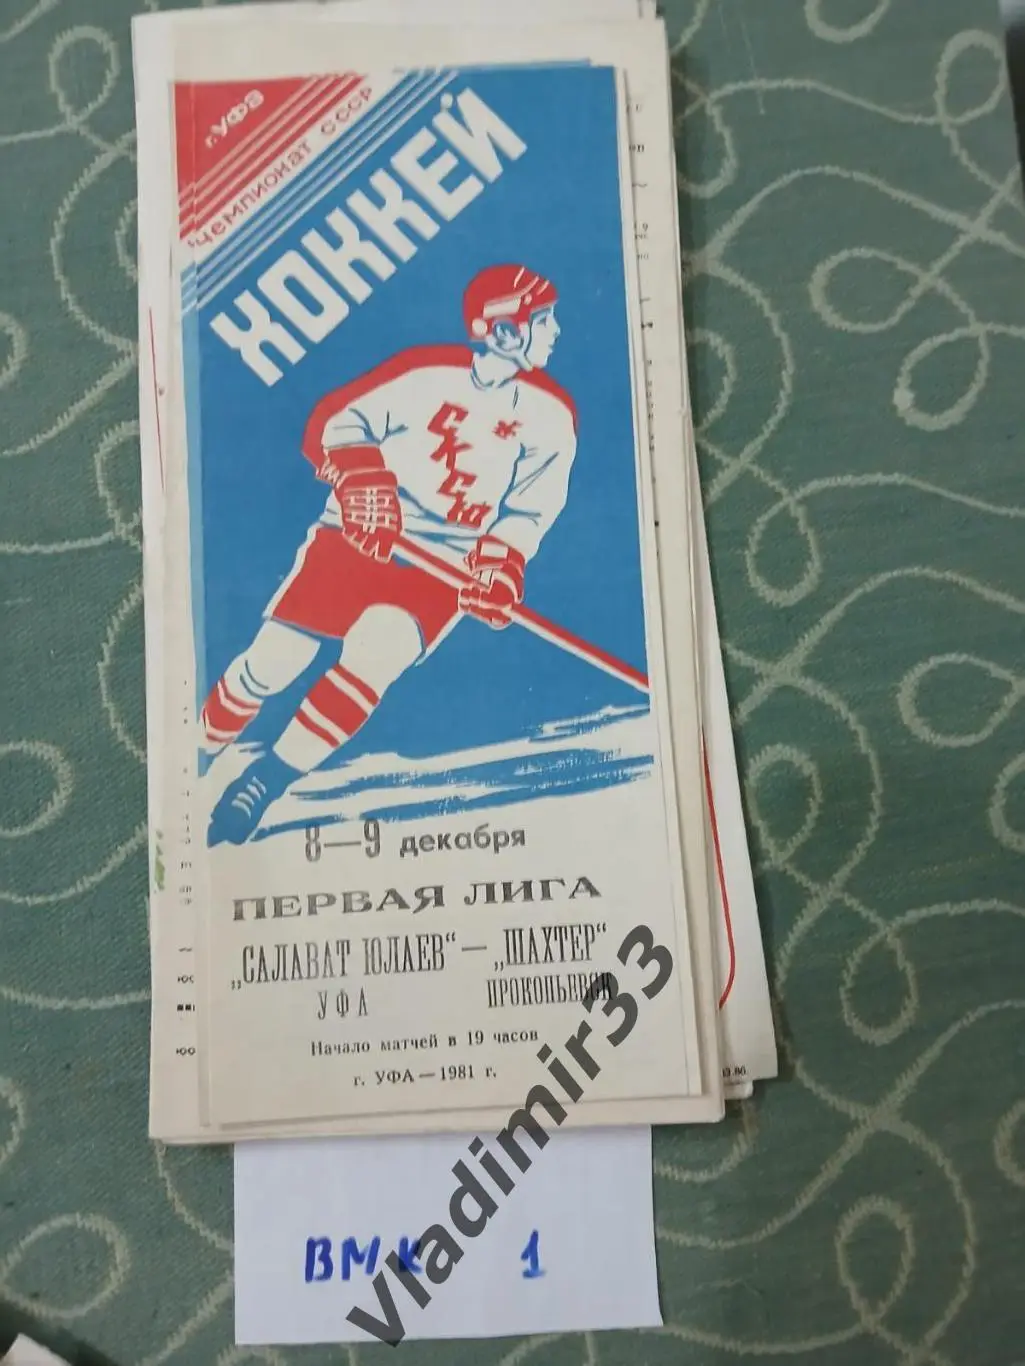 г. УФА
ЧЕМПИОНАТ СССР
ХОККЕЙ
8—9 декабря
ПЕРВАЯ ЛИГА
„САЛАВАТ ЮЛАЕВ“ — „ШАХТЕР“
УФА ПРОКОПЬЕВСК
Начало матчей в 19 часов
г. УФА — 1981 г.
ВМК 1
Vladimir33